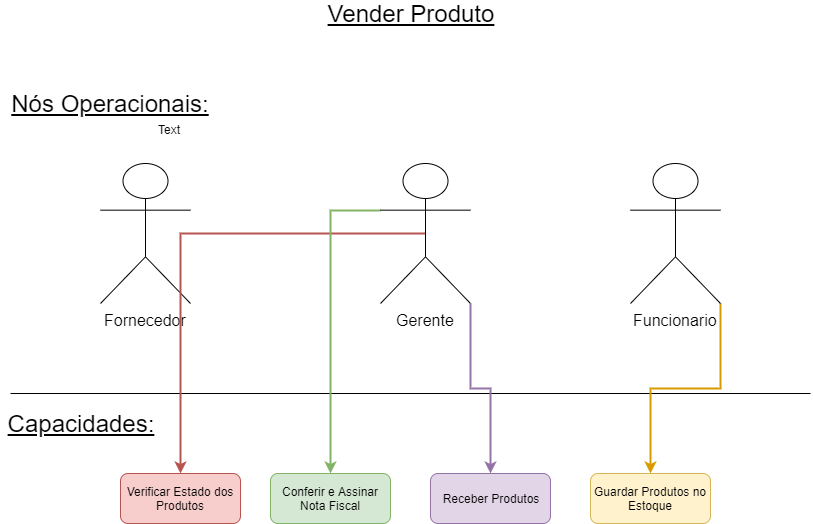 Vender Produto
Nós Operacionais:
Text
Fornecedor
Gerente
Funcionario
Capacidades:
Verificar Estado dos
Produtos
Conferir e Assinar
Nota Fiscal
Receber Produtos
Guardar Produtos no
Estoque